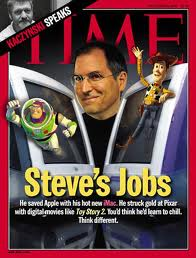 KACZYNSKI SPEAKS
TIME
Steve's Jobs
He saved Apple with his hot new iMac. He struck gold at Pixar
with digital-movies like Toy Story 2. You'd think he'd learn to chill.
Think different.